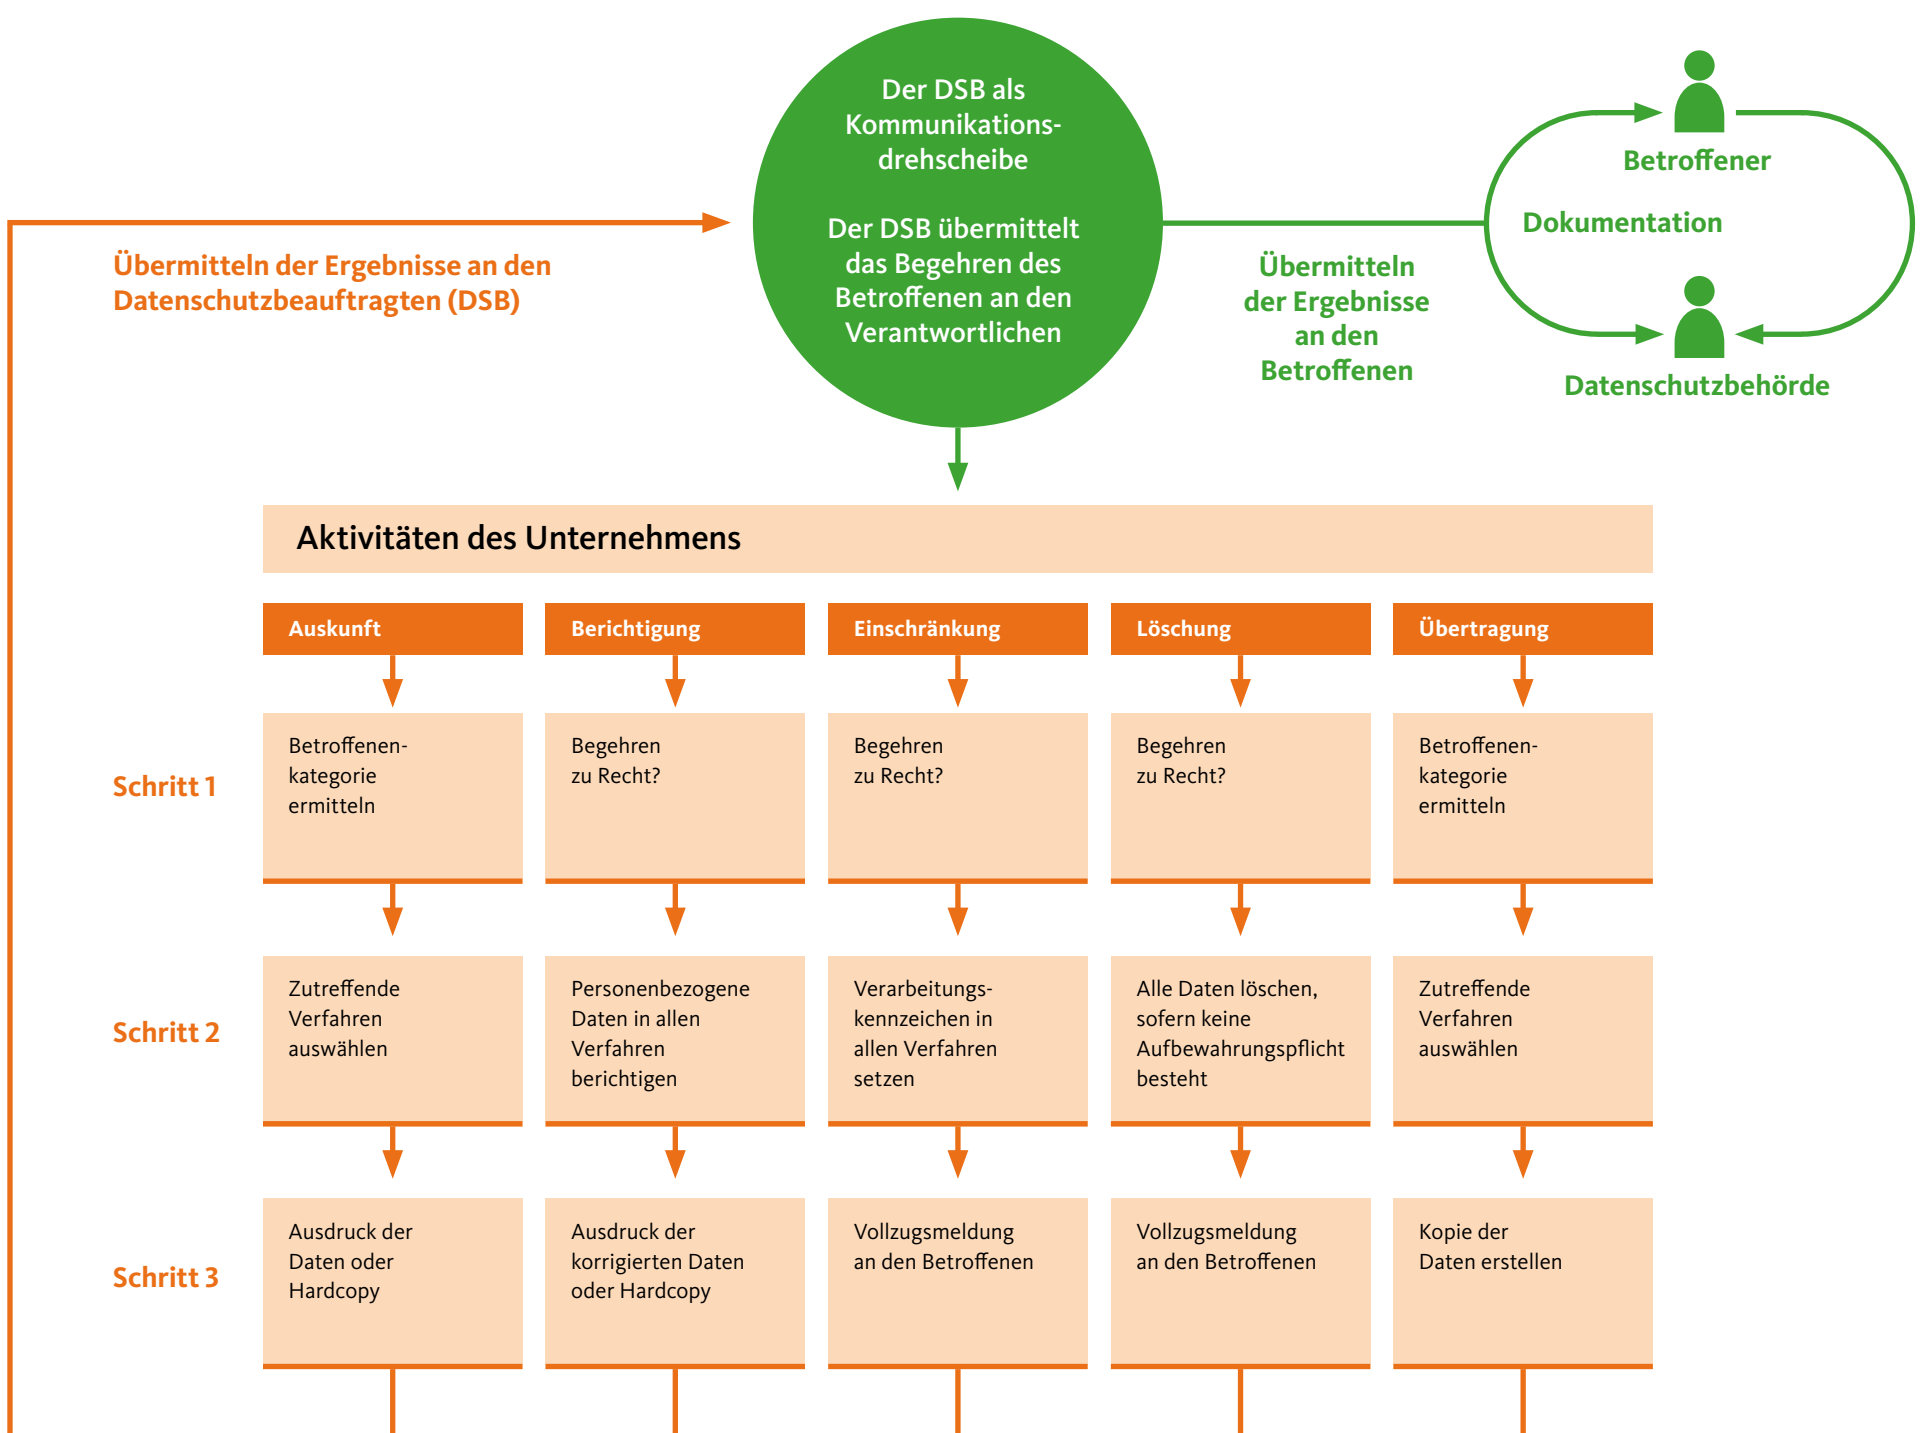 Der DSB als
Kommunikations-
drehscheibe
Der DSB übermittelt
das Begehren des
Betroffenen an den
Verantwortlichen
Betroffener
Dokumentation
Datenschutzbehörde
Übermitteln der Ergebnisse an den
Datenschutzbeauftragten (DSB)
Übermitteln
der Ergebnisse
an den
Betroffenen
Aktivitäten des Unternehmens
Auskunft
Berichtigung
Einschränkung
Löschung
Übertragung
Schritt 1
Betroffenen-
kategorie
ermitteln
Begehren
zu Recht?
Begehren
zu Recht?
Begehren
zu Recht?
Betroffenen-
kategorie
ermitteln
Schritt 2
Zutreffende
Verfahren
auswählen
Personenbezogene
Daten in allen
Verfahren
berichtigen
Verarbeitungs-
kennzeichen in
allen Verfahren
setzen
Alle Daten löschen,
sofern keine
Aufbewahrungspflicht
besteht
Zutreffende
Verfahren
auswählen
Schritt 3
Ausdruck der
Daten oder
Hardcopy
Ausdruck der
korrigierten Daten
oder Hardcopy
Vollzugsmeldung
an den Betroffenen
Vollzugsmeldung
an den Betroffenen
Kopie der
Daten erstellen